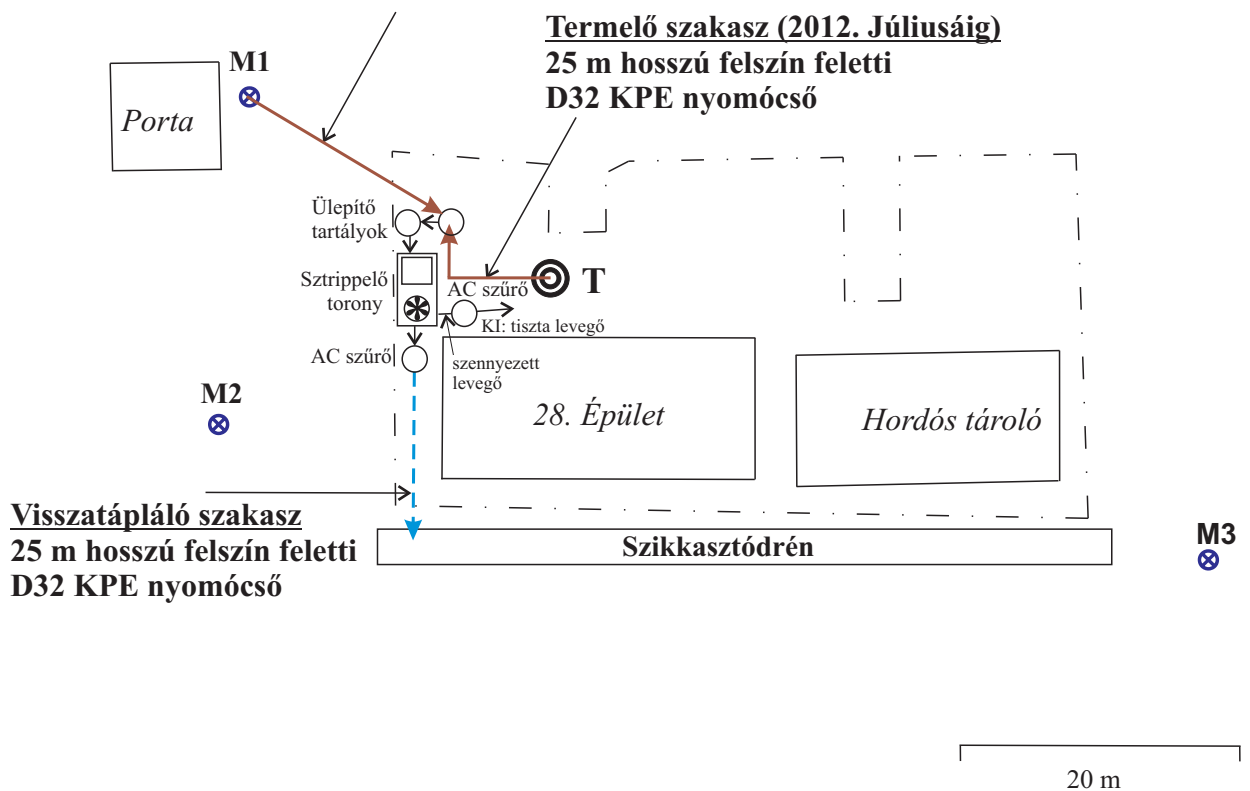 Termelő szakasz (2012. Júliusáig)
25 m hosszú felszín feletti
D32 KPE nyomócső
M1
Porta
Ülepítő
tartályok
Sztrippelő
torony
AC szűrő
T
KI: tiszta levegő
AC szűrő
szennyezett
levegő
M2
28. Épület
Hordós tároló
Visszatápláló szakasz
25 m hosszú felszín feletti
D32 KPE nyomócső
Szikkasztódrén
M3
20 m